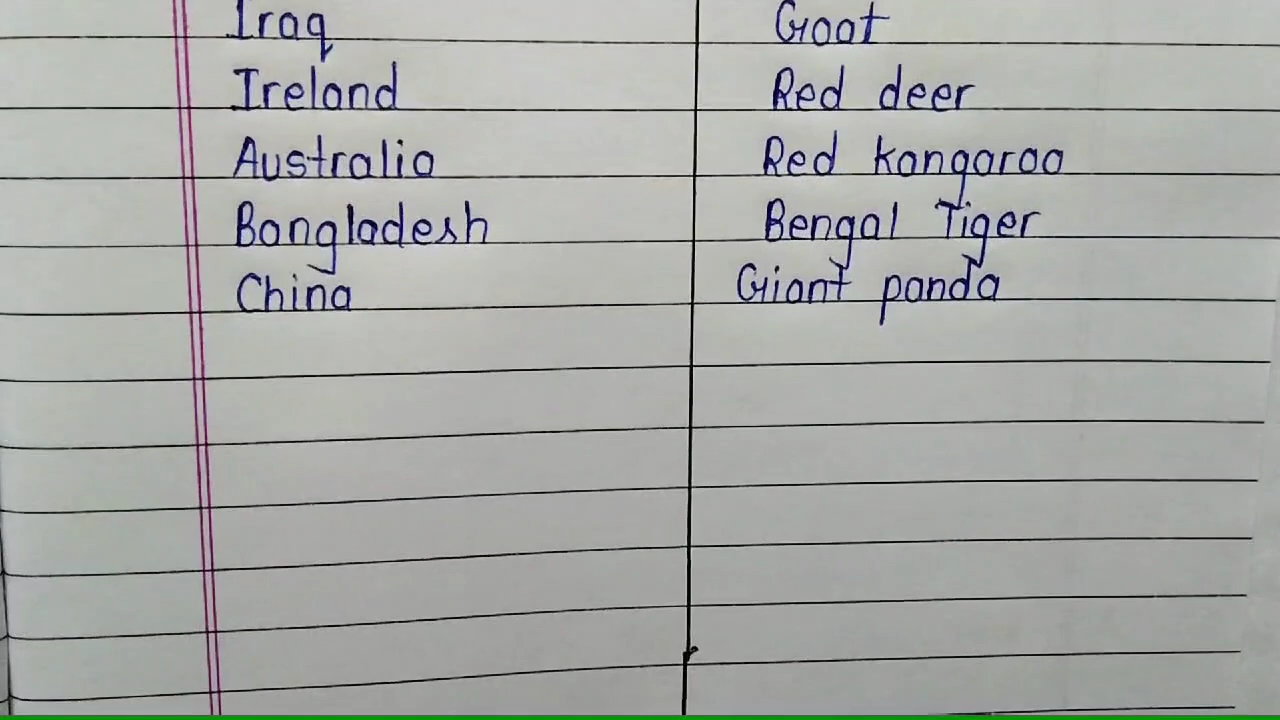 Iraq Goat
Ireland Red deer
Australia Red kangaroo
Bangladesh Bengal Tiger
China Giant panda